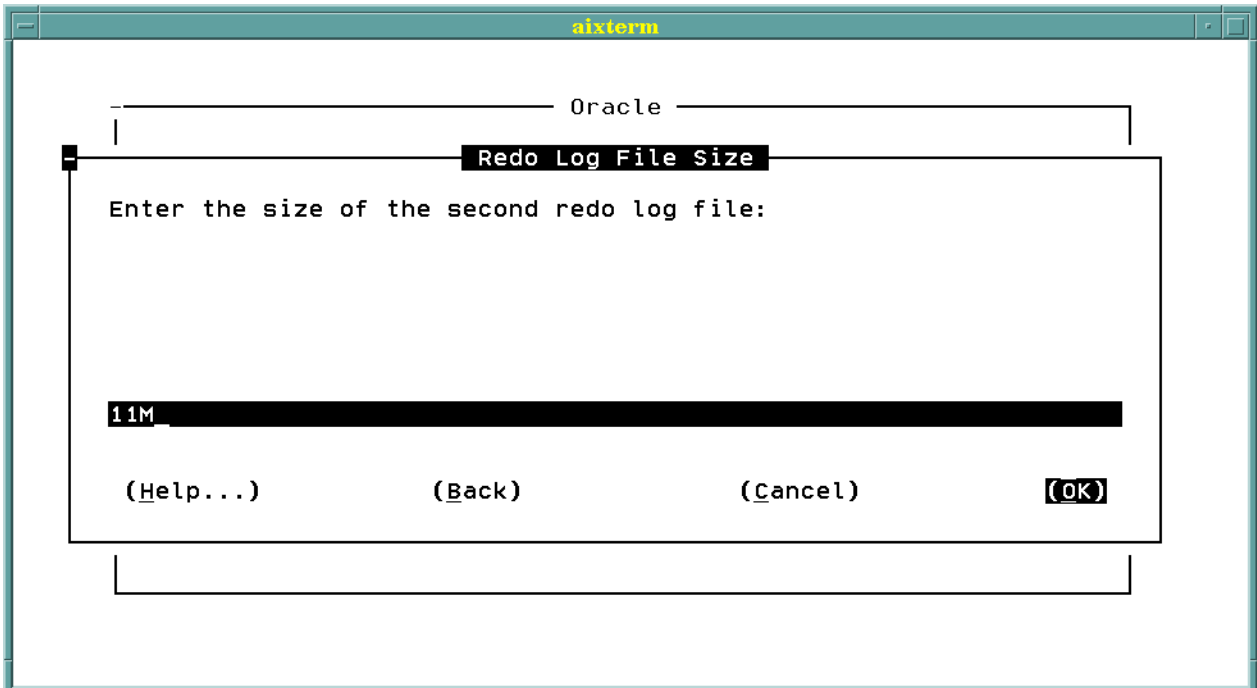 aixterm
Oracle
Redo Log File Size
Enter the size of the second redo log file:
11M_
(Help...) (Back) (Cancel) (OK)